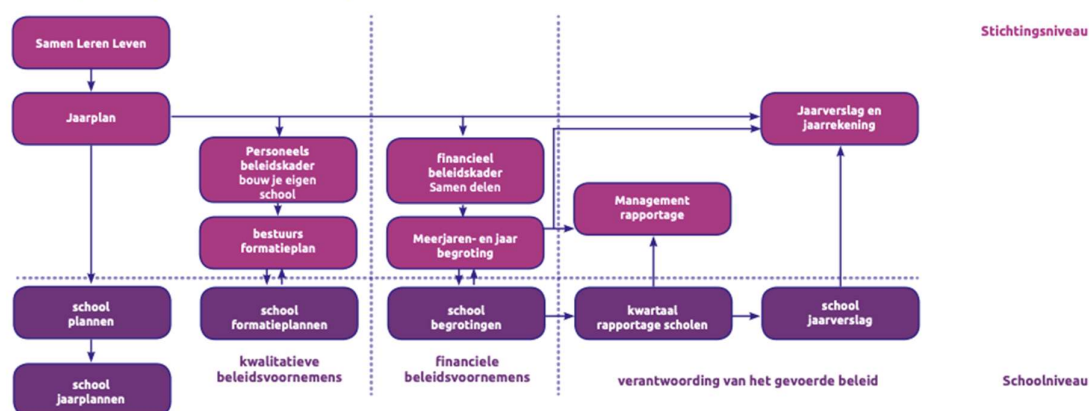 Samen Leren Leven
Stichtingsniveau
Jaarplan
Jaarverslag en
jaarrekening
Personeels
beleidskader
bouw je eigen
school
financieel
beleidskader
Samen delen
Management
rapportage
bestuurs
formatieplan
Meerjaren- en jaar
begroting
school
plannen
school
formatieplannen
school
begrotingen
kwartaal
rapportage scholen
school
jaarverslag
school
jaarplannen
kwalitatieve
beleidsvoornemens
financiele
beleidsvoornemens
verantwoording van het gevoerde beleid
Schoolniveau